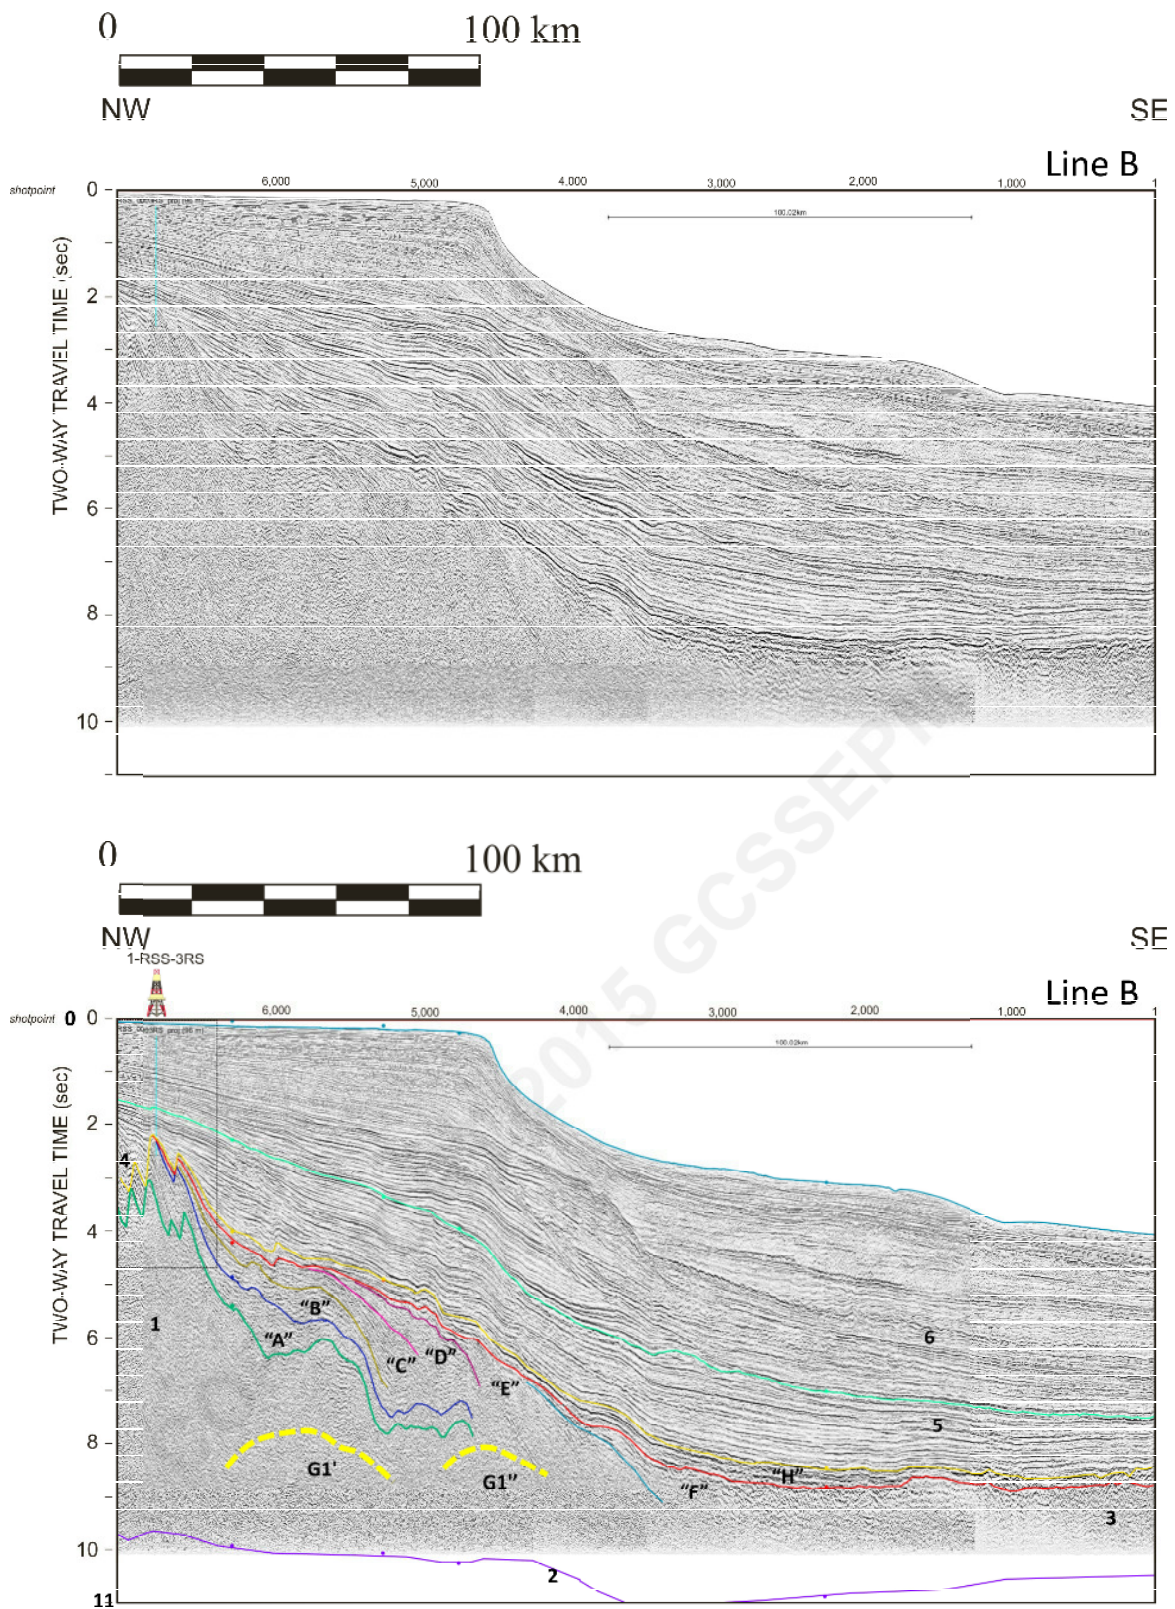 0 100 km
NW SE
Line B
shotpoint 0 6,000 5,000 4,000 3,000 2,000 1,000 1
100.02km
TWO-WAY TRAVEL TIME (sec)
2
4
6
8
10
© 2015 GCSSEPM
0 100 km
NW SE
1-RSS-3RS
Line B
shotpoint 0 0 6,000 5,000 4,000 3,000 2,000 1,000 1
100.02km
TWO-WAY TRAVEL TIME (sec)
2
4
4
6
1
"B"
"A"
"C"
"D"
"E"
6
5
8
G1'
G1''
"H"
"F"
3
10
2
11